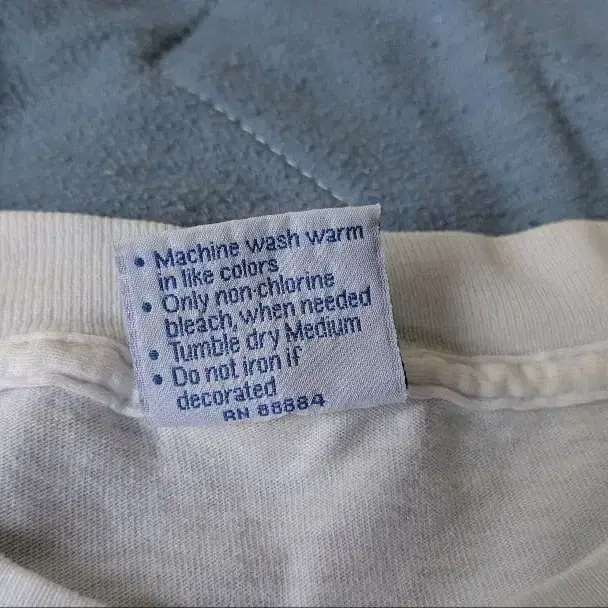 • Machine wash warm
in like colors
• Only non-chlorine
bleach, when needed
• Tumble dry Medium
• Do not iron if
decorated
RN 88884